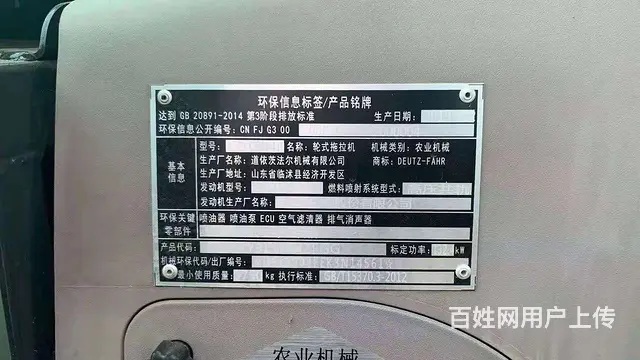 环保信息标签/产品铭牌
达到 GB 20891-2014 第3阶段排放标准 生产日期:
环保信息公开编号: CN FJ G3 00
基本信息
型号: 名称: 轮式拖拉机 机械类别: 农业机械
生产厂名称: 道依茨法尔机械有限公司 商标: DEUTZ-FAHR
生产厂地址: 山东省临沭县经济开发区
发动机型号: 燃料喷射系统型式:
发动机生产厂名称:
环保关键零部件
喷油器 喷油泵 ECU 空气滤清器 排气消声器
产品代码: 标定功率: kW
机械环保代码/出厂编号:
最小使用质量: kg 执行标准: GB/T15370.3-2012
百姓网用户上传
农业机械